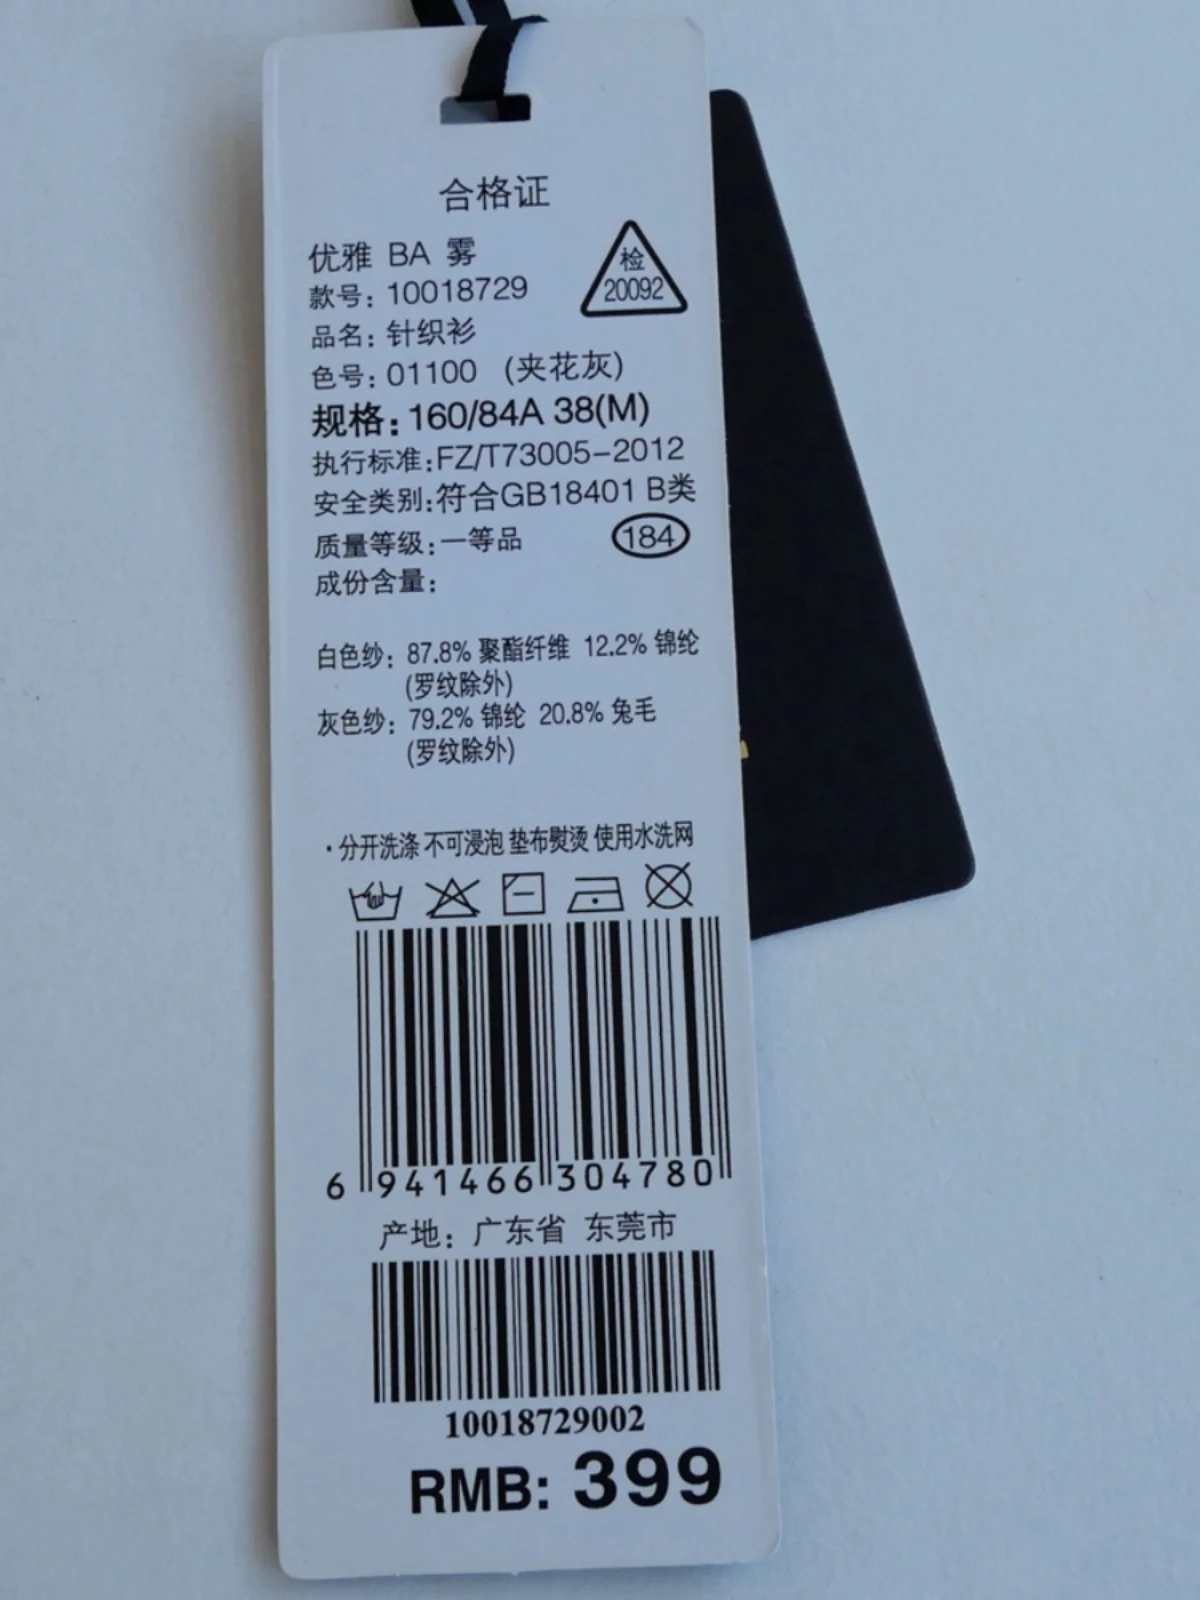 合格证
优雅 BA 雾
检
20092
款号: 10018729
品名: 针织衫
色号: 01100 (夹花灰)
规格: 160/84A 38(M)
执行标准:FZ/T73005-2012
安全类别:符合GB18401 B类
质量等级:一等品
184
成份含量:
白色纱: 87.8% 聚酯纤维 12.2% 锦纶
(罗纹除外)
灰色纱: 79.2% 锦纶 20.8% 兔毛
(罗纹除外)
·分开洗涤 不可浸泡 垫布熨烫 使用水洗网
6 941466 304780
产地: 广东省 东莞市
10018729002
RMB: 399